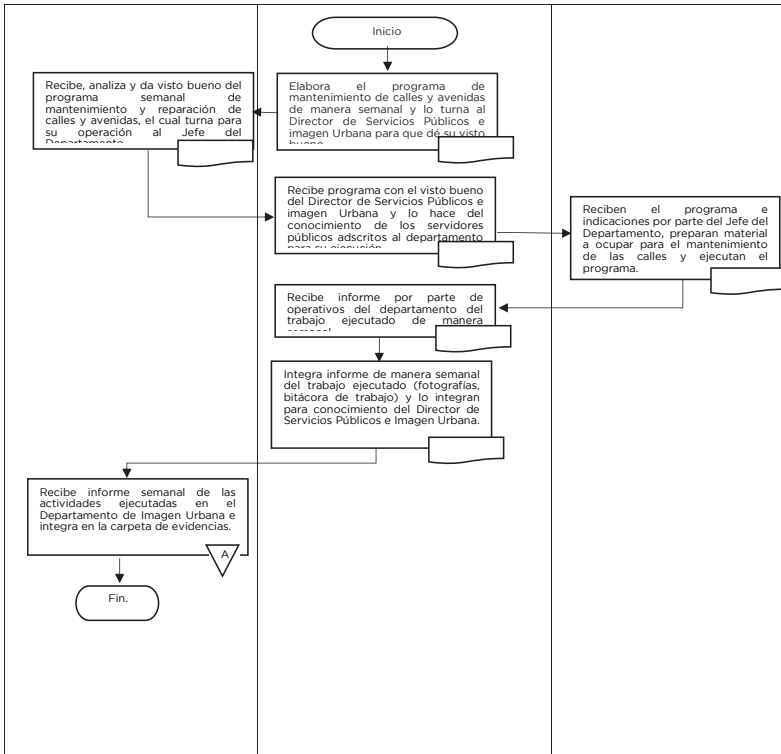 Inicio
Elabora el programa de
mantenimiento de calles y avenidas
de manera semanal y lo turna al
Director de Servicios Públicos e
imagen Urbana para que dé su visto
bueno
Recibe, analiza y da visto bueno del
programa semanal de
mantenimiento y reparación de
calles y avenidas, el cual turna para
su operación al Jefe del
Departamento
Recibe programa con el visto bueno
del Director de Servicios Públicos e
imagen Urbana y lo hace del
conocimiento de los servidores
públicos adscritos al departamento
para su ejecución
Reciben el programa e
indicaciones por parte del Jefe del
Departamento, preparan material
a ocupar para el mantenimiento
de las calles y ejecutan el
programa.
Recibe informe por parte de
operativos del departamento del
trabajo ejecutado de manera
semanal
Integra informe de manera semanal
del trabajo ejecutado (fotografías,
bitácora de trabajo) y lo integran
para conocimiento del Director de
Servicios Públicos e Imagen Urbana.
Recibe informe semanal de las
actividades ejecutadas en el
Departamento de Imagen Urbana e
integra en la carpeta de evidencias.
A
Fin.